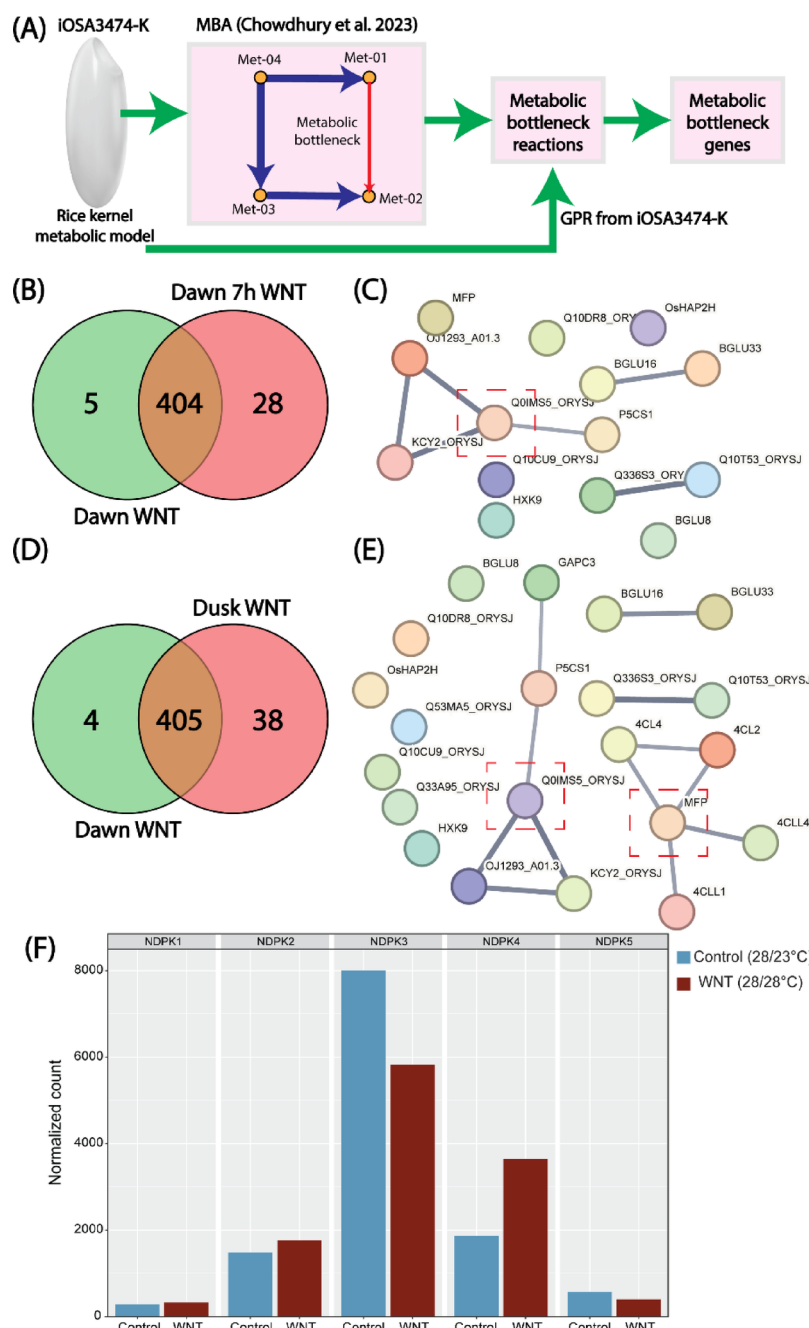 (A)
iOSA3474-K
MBA (Chowdhury et al. 2023)
Met-04
Met-01
Metabolic
bottleneck
Met-03
Met-02
Rice kernel
metabolic model
Metabolic
bottleneck
reactions
Metabolic
bottleneck
genes
GPR from iOSA3474-K
(B)
Dawn 7h WNT
5
404
28
Dawn WNT
(C)
MFP
OJ1293_A01.3
Q10DR8_ORYSJ
OsHAP2H
BGLU16
BGLU33
Q0IMS5_ORYSJ
P5CS1
KCY2_ORYSJ
Q10CU9_ORYSJ
Q336S3_ORY
Q10T53_ORYSJ
HXK9
BGLU8
(D)
Dusk WNT
4
405
38
Dawn WNT
(E)
BGLU8
GAPC3
BGLU16
BGLU33
Q10DR8_ORYSJ
OsHAP2H
P5CS1
Q336S3_ORYSJ
Q10T53_ORYSJ
Q53MA5_ORYSJ
4CL4
4CL2
Q10CU9_ORYSJ
Q0IMS5_ORYSJ
Q33A95_ORYSJ
MFP
HXK9
4CLL4
OJ1293_A01.3
KCY2_ORYSJ
4CLL1
(F)
NDPK1 NDPK2 NDPK3 NDPK4 NDPK5
Control (28/23°C)
WNT (28/28°C)
Normalized count
8000
6000
4000
2000
0
Control WNT Control WNT Control WNT Control WNT Control WNT